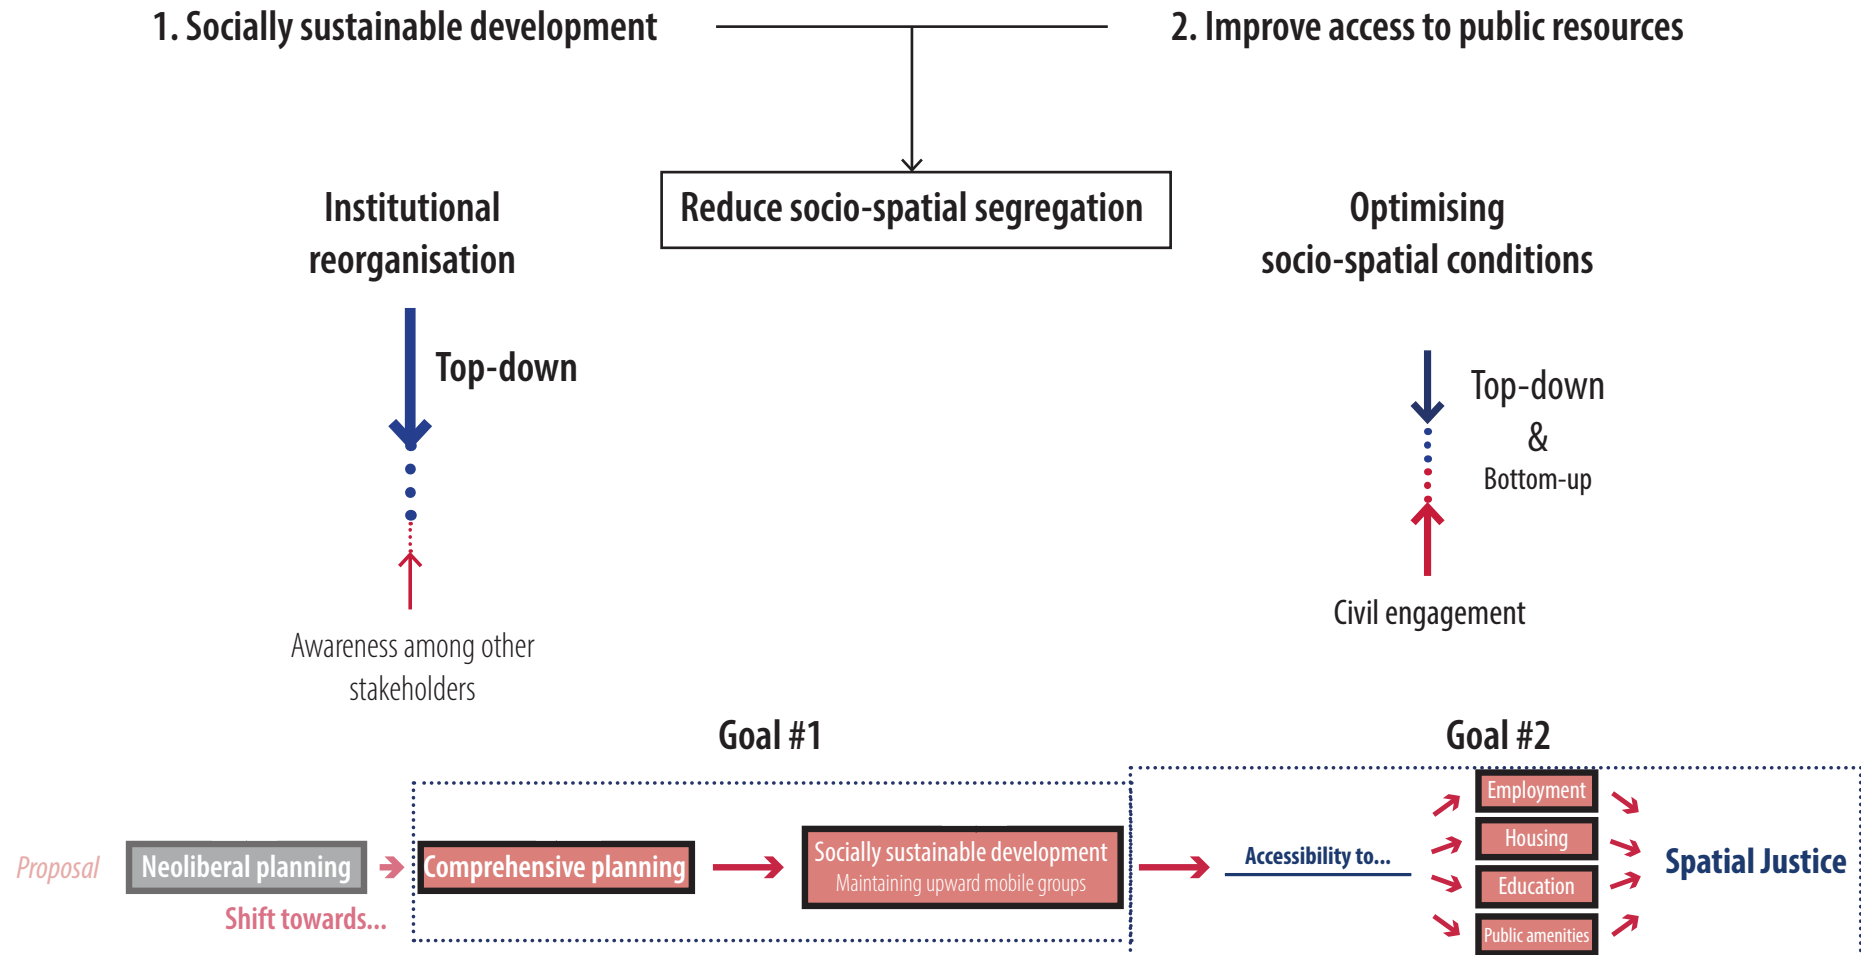 1. Socially sustainable development
2. Improve access to public resources
Reduce socio-spatial segregation
Institutional
reorganisation
Top-down
Awareness among other
stakeholders
Optimising
socio-spatial conditions
Top-down
&
Bottom-up
Civil engagement
Goal #1
Goal #2
Proposal
Neoliberal planning
Shift towards...
Comprehensive planning
Socially sustainable development
Maintaining upward mobile groups
Accessibility to...
Employment
Housing
Education
Public amenities
Spatial Justice